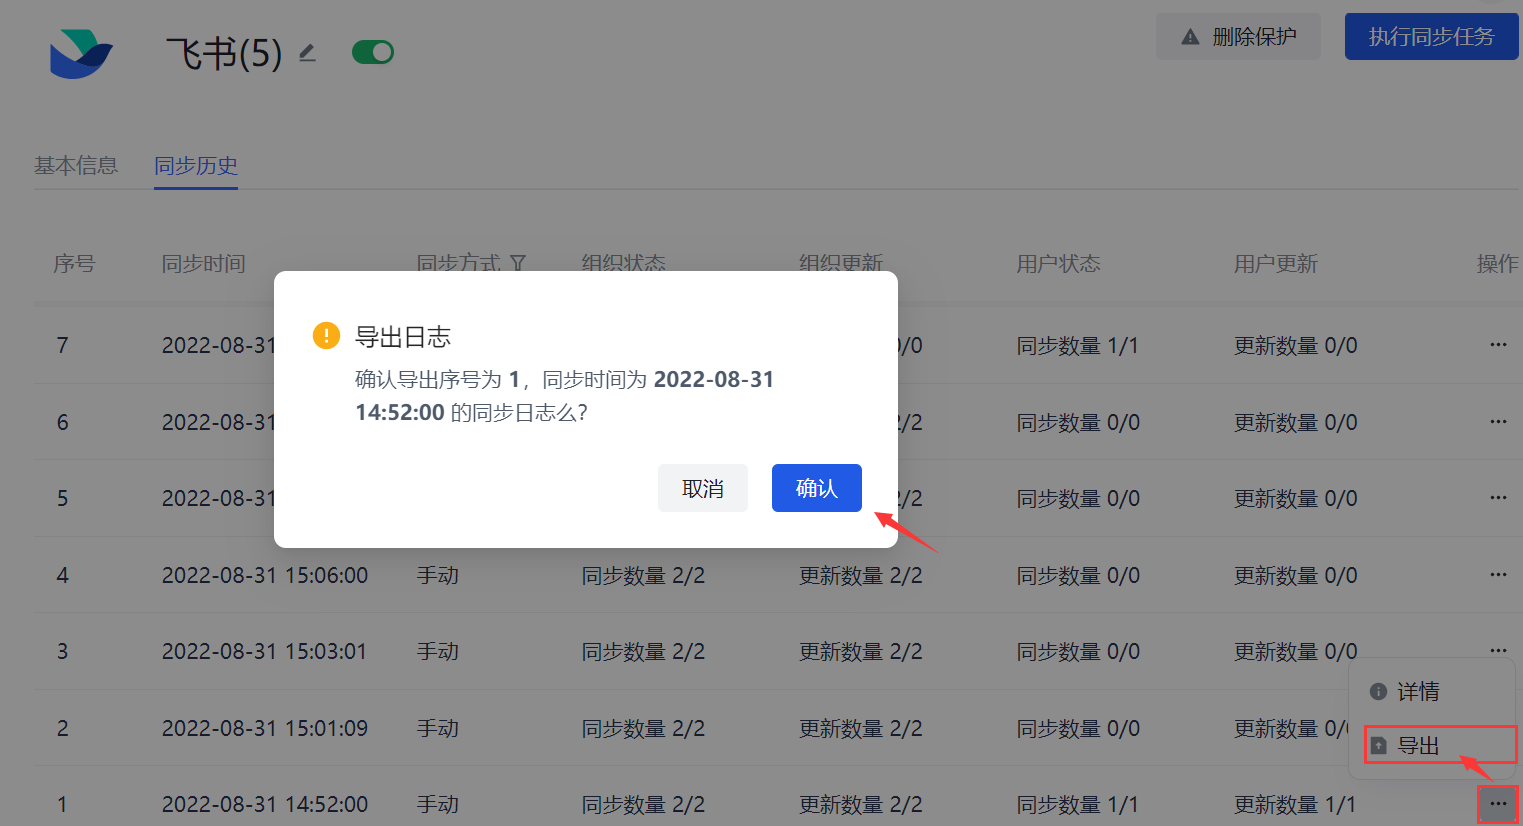 飞书(5)
删除保护
执行同步任务
基本信息
同步历史
序号 同步时间 同步方式 组织状态 组织更新 用户状态 用户更新 操作
导出日志
确认导出序号为 1，同步时间为 2022-08-31
14:52:00 的同步日志么？
取消 确认
7 2022-08-31 /0 同步数量 1/1 更新数量 0/0 ···
6 2022-08-31 /2 同步数量 0/0 更新数量 0/0 ···
5 2022-08-31 /2 同步数量 0/0 更新数量 0/0 ···
4 2022-08-31 15:06:00 手动 同步数量 2/2 更新数量 2/2 同步数量 0/0 更新数量 0/0 ···
3 2022-08-31 15:03:01 手动 同步数量 2/2 更新数量 2/2 同步数量 0/0 更新数量 0/0 ···
详情
2 2022-08-31 15:01:09 手动 同步数量 2/2 更新数量 2/2 同步数量 0/0 更新数量 0/
导出
1 2022-08-31 14:52:00 手动 同步数量 2/2 更新数量 2/2 同步数量 1/1 更新数量 1/1 ···